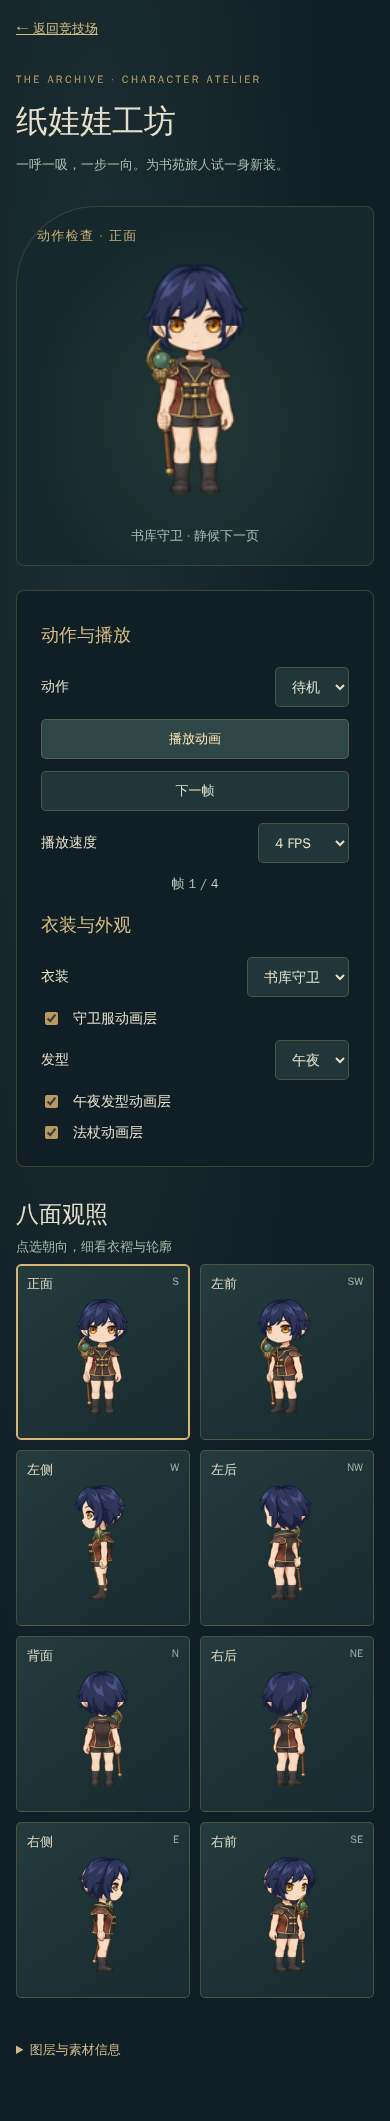 ← 返回竞技场
THE ARCHIVE · CHARACTER ATELIER
纸娃娃工坊
一呼一吸，一步一向。为书苑旅人试一身新装。
动作检查 · 正面
书库守卫 · 静候下一页
动作与播放
动作 待机
播放动画
下一帧
播放速度 4 FPS
帧 1 / 4
衣装与外观
衣装 书库守卫
守卫服动画层
发型 午夜
午夜发型动画层
法杖动画层
八面观照
点选朝向，细看衣褶与轮廓
正面 S
左前 SW
左侧 W
左后 NW
背面 N
右后 NE
右侧 E
右前 SE
▶ 图层与素材信息